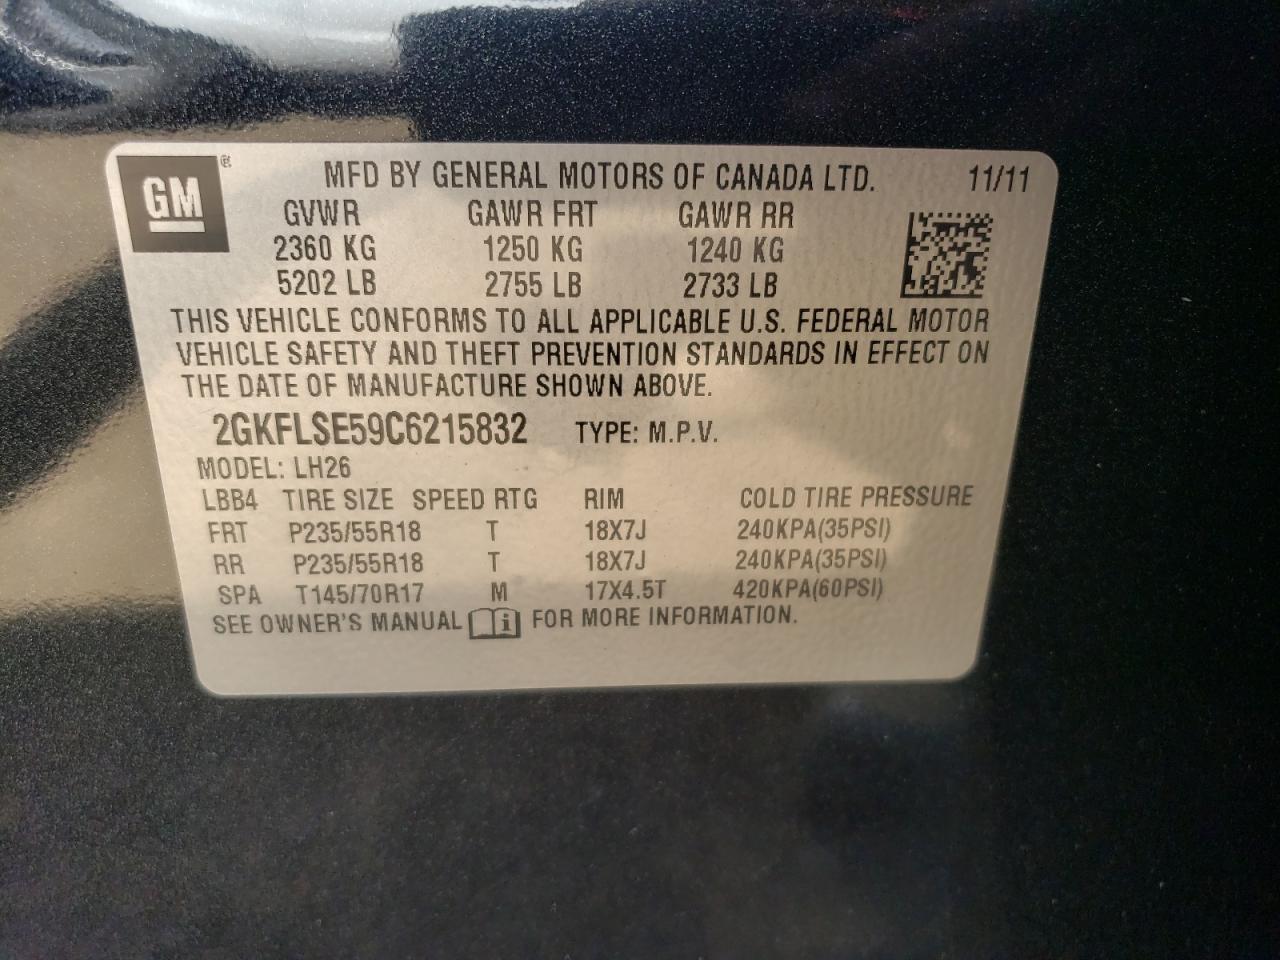 GM ® MFD BY GENERAL MOTORS OF CANADA LTD. 11/11
GVWR GAWR FRT GAWR RR
2360 KG 1250 KG 1240 KG
5202 LB 2755 LB 2733 LB
THIS VEHICLE CONFORMS TO ALL APPLICABLE U.S. FEDERAL MOTOR
VEHICLE SAFETY AND THEFT PREVENTION STANDARDS IN EFFECT ON
THE DATE OF MANUFACTURE SHOWN ABOVE.
2GKFLSE59C6215832 TYPE: M.P.V.
MODEL: LH26
LBB4 TIRE SIZE SPEED RTG RIM COLD TIRE PRESSURE
FRT P235/55R18 T 18X7J 240KPA(35PSI)
RR P235/55R18 T 18X7J 240KPA(35PSI)
SPA T145/70R17 M 17X4.5T 420KPA(60PSI)
SEE OWNER'S MANUAL i FOR MORE INFORMATION.